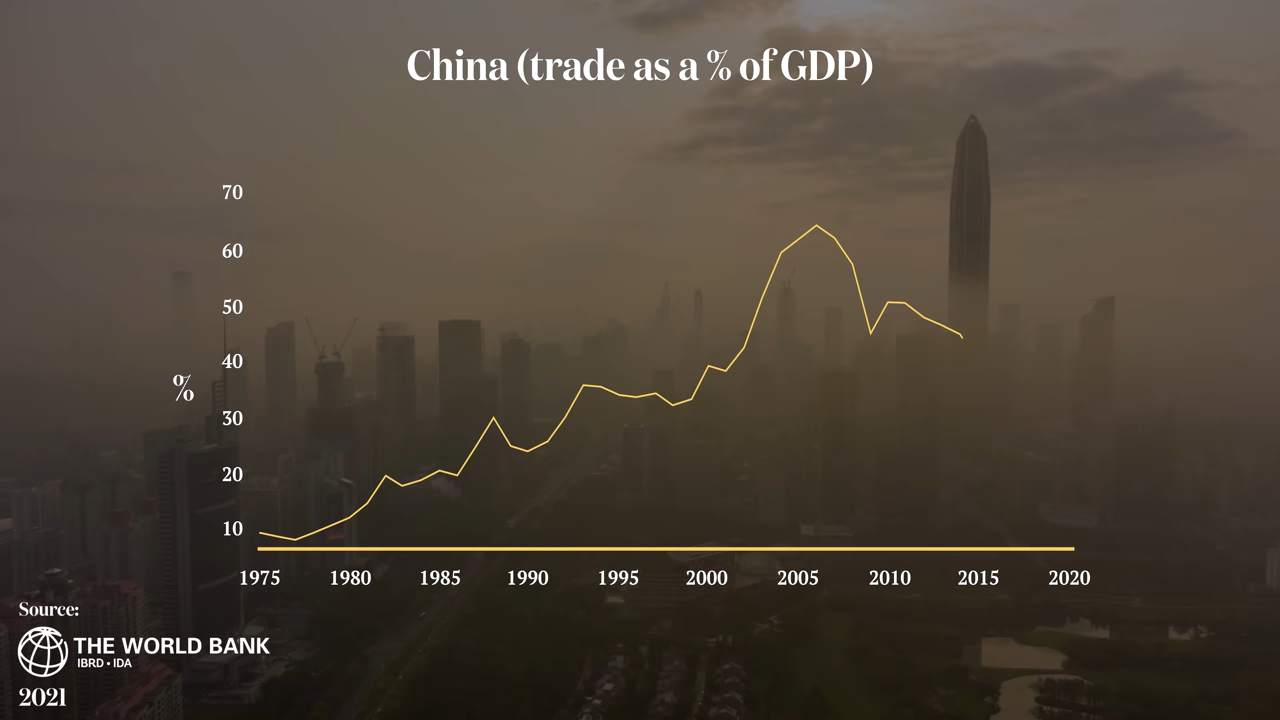 China (trade as a % of GDP)
70
60
50
40
%
30
20
10
1975 1980 1985 1990 1995 2000 2005 2010 2015 2020
Source:
THE WORLD BANK
IBRD • IDA
2021